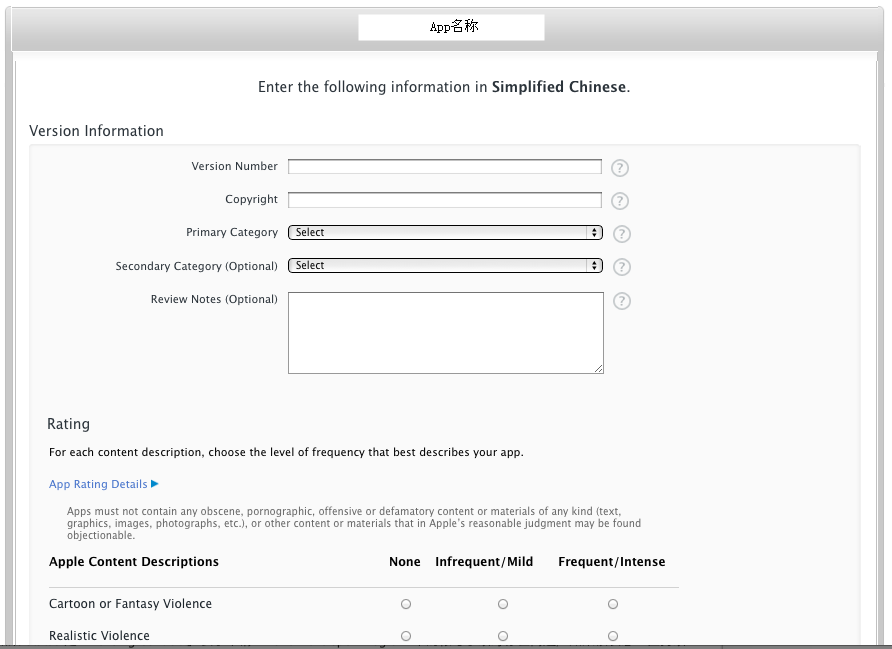 App名称
Enter the following information in Simplified Chinese.
Version Information
Version Number ?
Copyright ?
Primary Category Select ?
Secondary Category (Optional) Select ?
Review Notes (Optional) ?
Rating
For each content description, choose the level of frequency that best describes your app.
App Rating Details
Apps must not contain any obscene, pornographic, offensive or defamatory content or materials of any kind (text,
graphics, images, photographs, etc.), or other content or materials that in Apple's reasonable judgment may be found
objectionable.
Apple Content Descriptions None Infrequent/Mild Frequent/Intense
Cartoon or Fantasy Violence
Realistic Violence